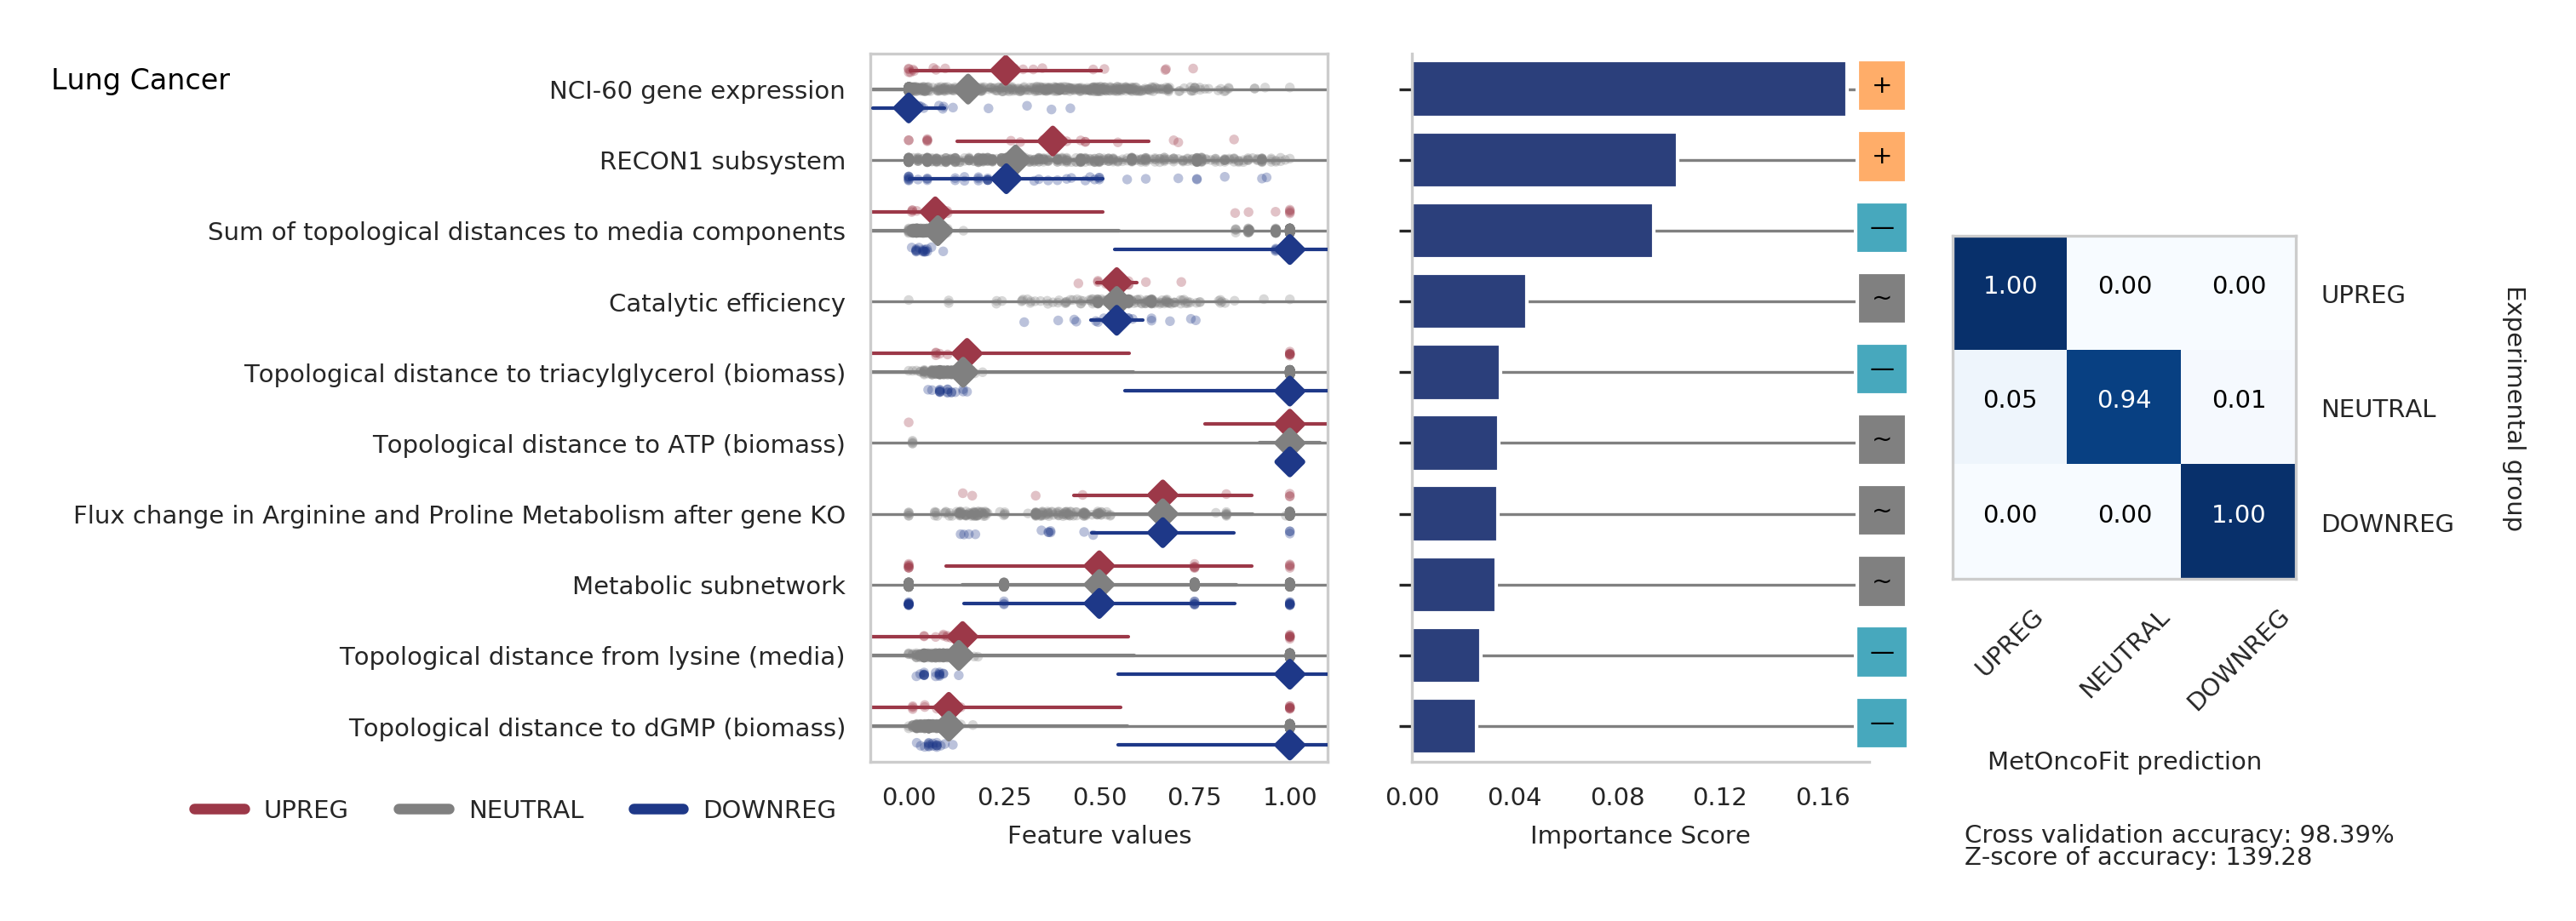 Lung Cancer
NCI-60 gene expression
RECON1 subsystem
Sum of topological distances to media components
Catalytic efficiency
Topological distance to triacylglycerol (biomass)
Topological distance to ATP (biomass)
Flux change in Arginine and Proline Metabolism after gene KO
Metabolic subnetwork
Topological distance from lysine (media)
Topological distance to dGMP (biomass)
UPREG NEUTRAL DOWNREG
0.00 0.25 0.50 0.75 1.00
Feature values
+
+
—
~
—
~
~
~
—
—
0.00 0.04 0.08 0.12 0.16
Importance Score
1.00 0.00 0.00 UPREG
0.05 0.94 0.01 NEUTRAL
0.00 0.00 1.00 DOWNREG
Experimental group
UPREG NEUTRAL DOWNREG
MetOncoFit prediction
Cross validation accuracy: 98.39%
Z-score of accuracy: 139.28